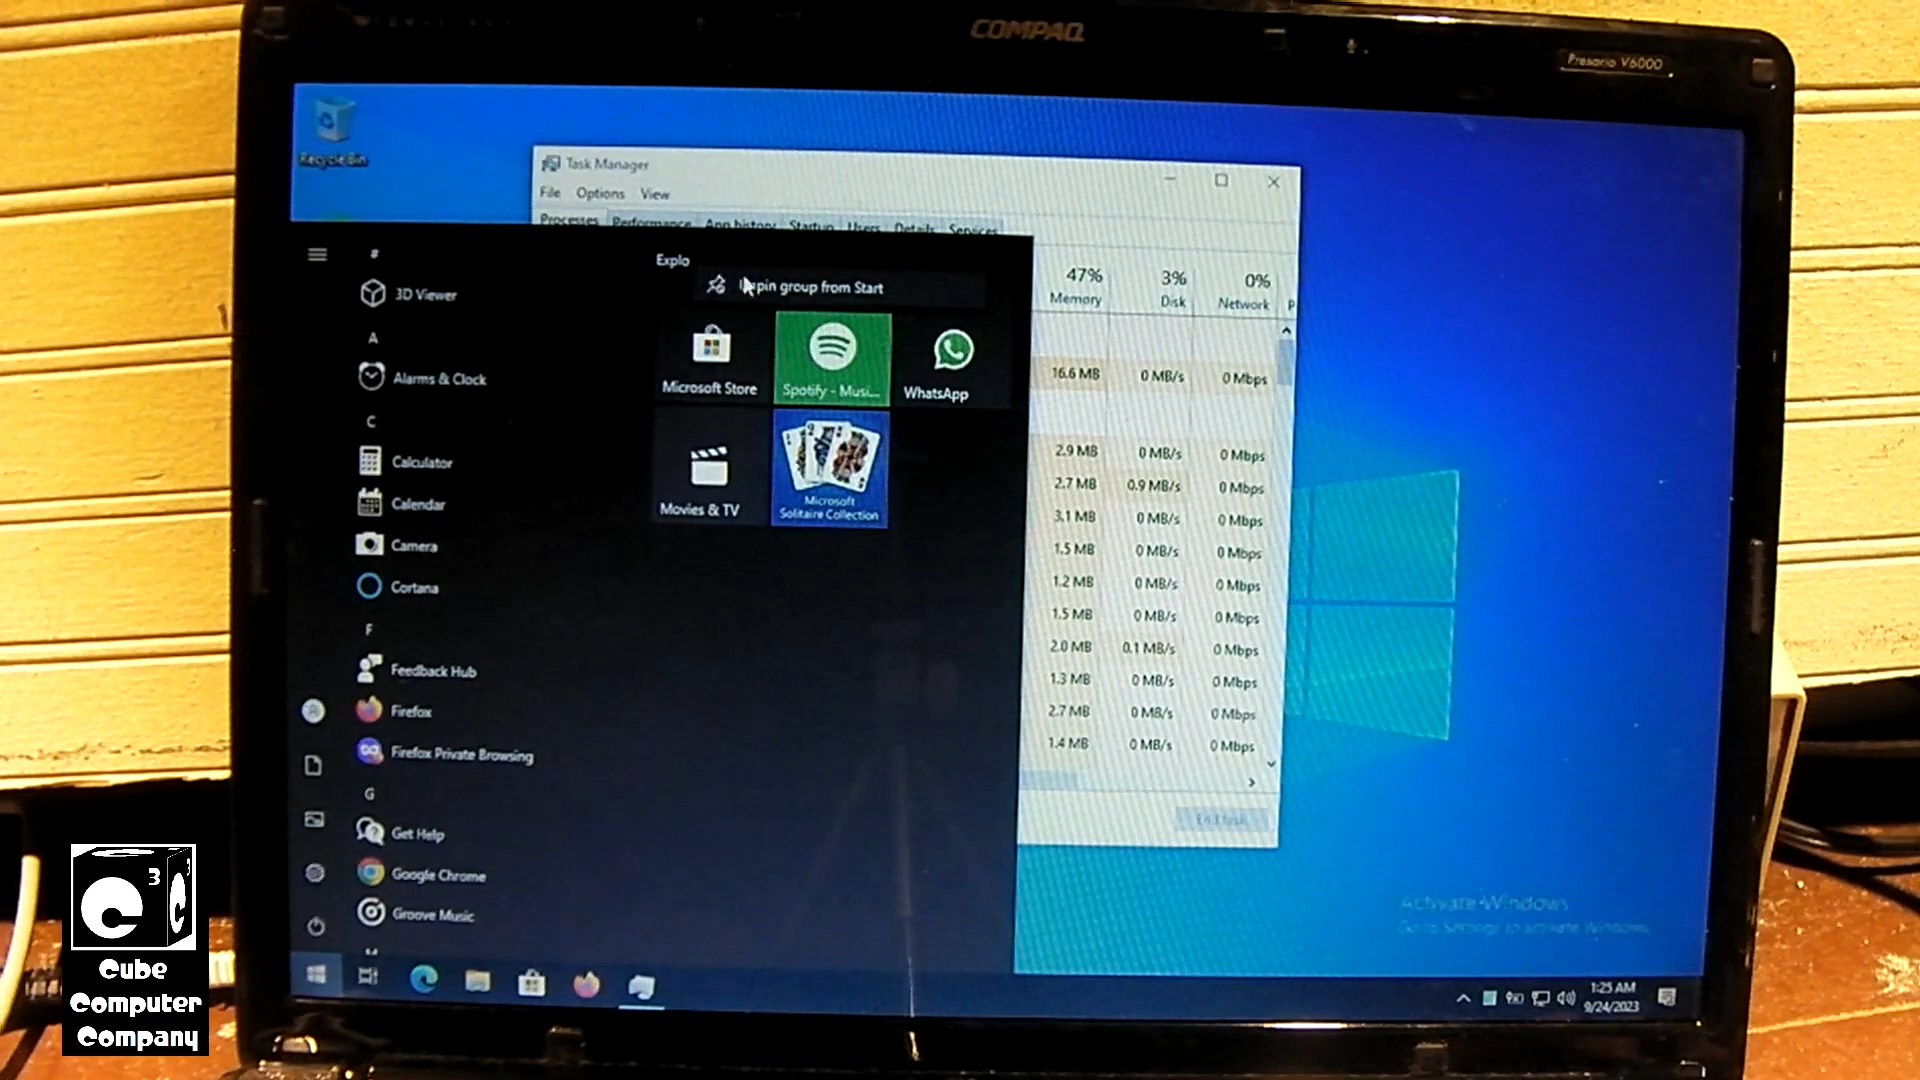 COMPAQ
Presario V6000
Recycle Bin
Task Manager
File Options View
Processes Performance App history Startup Users Details Services
47% 3% 0%
Memory Disk Network P
16.6 MB 0 MB/s 0 Mbps
2.9 MB 0 MB/s 0 Mbps
2.7 MB 0.9 MB/s 0 Mbps
3.1 MB 0 MB/s 0 Mbps
1.5 MB 0 MB/s 0 Mbps
1.2 MB 0 MB/s 0 Mbps
1.5 MB 0 MB/s 0 Mbps
2.0 MB 0.1 MB/s 0 Mbps
1.3 MB 0 MB/s 0 Mbps
2.7 MB 0 MB/s 0 Mbps
1.4 MB 0 MB/s 0 Mbps
End task
#
3D Viewer
A
Alarms & Clock
C
Calculator
Calendar
Camera
Cortana
F
Feedback Hub
Firefox
Firefox Private Browsing
G
Get Help
Google Chrome
Groove Music
Explo
pin group from Start
Microsoft Store
Spotify - Musi...
WhatsApp
Movies & TV
Microsoft
Solitaire Collection
Activate Windows
Go to Settings to activate Windows.
1:25 AM
9/24/2023
C3 C3
Cube
Computer
Company